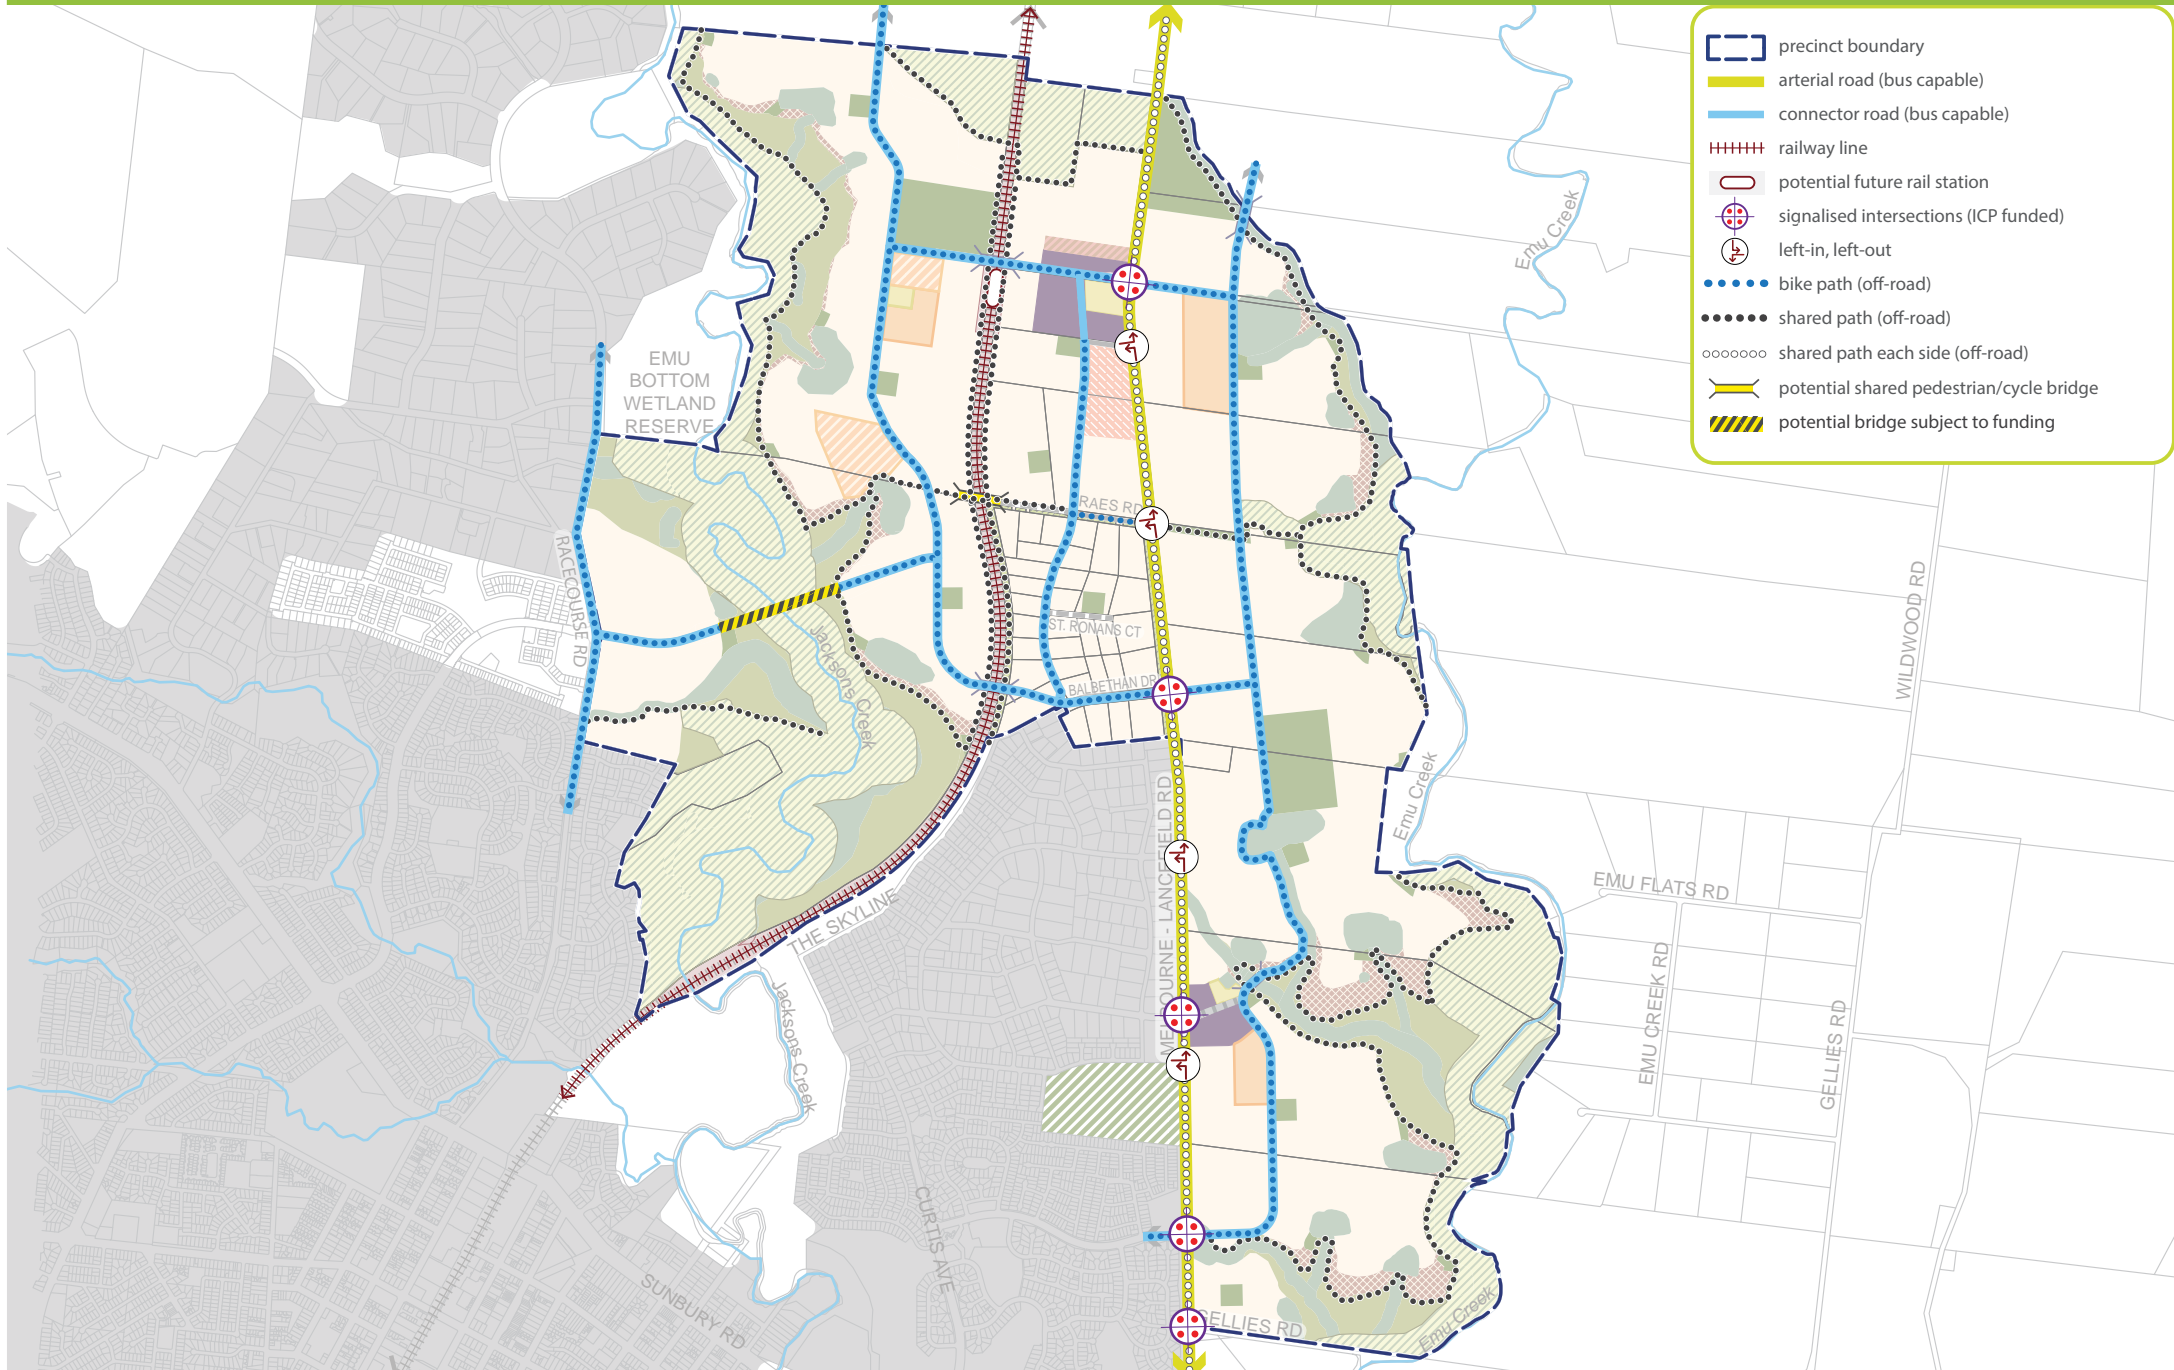 precinct boundary
arterial road (bus capable)
connector road (bus capable)
railway line
potential future rail station
signalised intersections (ICP funded)
left-in, left-out
bike path (off-road)
shared path (off-road)
shared path each side (off-road)
potential shared pedestrian/cycle bridge
potential bridge subject to funding
Emu Creek
EMU
BOTTOM
WETLAND
RESERVE
RAES RD
RACECOURSE RD
ST. RONANS CT
Jacksons Creek
BALBETHAN DR
WILDWOOD RD
Emu Creek
MELBOURNE - LANCEFIELD RD
EMU FLATS RD
THE SKYLINE
EMU CREEK RD
Jacksons Creek
GELLIES RD
CURTIS AVE
SUNBURY RD
GELLIES RD
Emu Creek